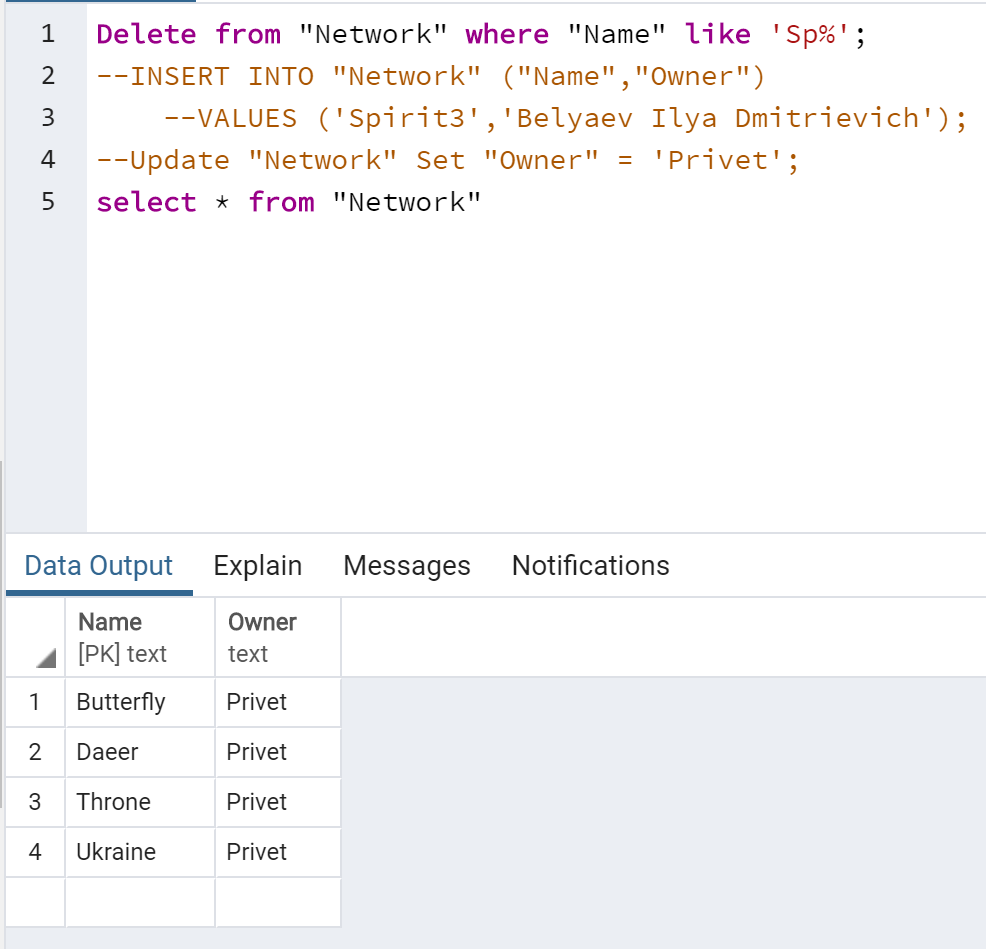 1 Delete from "Network" where "Name" like 'Sp%';
2 --INSERT INTO "Network" ("Name","Owner")
3     --VALUES ('Spirit3','Belyaev Ilya Dmitrievich');
4 --Update "Network" Set "Owner" = 'Privet';
5 select * from "Network"
Data Output Explain Messages Notifications
Name Owner
[PK] text text
1 Butterfly Privet
2 Daeer Privet
3 Throne Privet
4 Ukraine Privet